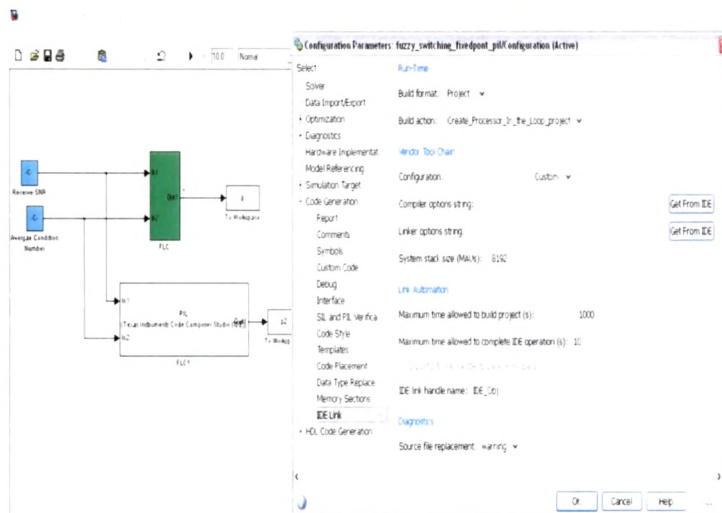 10.0 Normal
Receive SNR
Avergae Condition
Number
In1
In2
Out1
FLC
To Workspace
In1
In2
PIL
(Texas Instruments Code Composer Studio
FLC1
To Worksp
Configuration Parameters: fuzzy_switching_fixedpont_pil/Configuration (Active)
Select:
Solver
Data Import/Export
Optimization
Diagnostics
Hardware Implementat
Model Referencing
Simulation Target
Code Generation
Report
Comments
Symbols
Custom Code
Debug
Interface
SIL and PIL Verifica
Code Style
Templates
Code Placement
Data Type Replace
Memory Sections
IDE Link
HDL Code Generation
Run-Time
Build format: Project
Build action: Create_Processor_In_the_Loop_project
Vendor Tool Chain
Configuration: Custom
Compiler options string: Get From IDE
Linker options string: Get From IDE
System stack size (MAUs): 8192
Link Automation
Maximum time allowed to build project (s): 1000
Maximum time allowed to complete IDE operation (s): 10
IDE link handle name: IDE_Obj
Diagnostics
Source file replacement: warning
OK Cancel Help